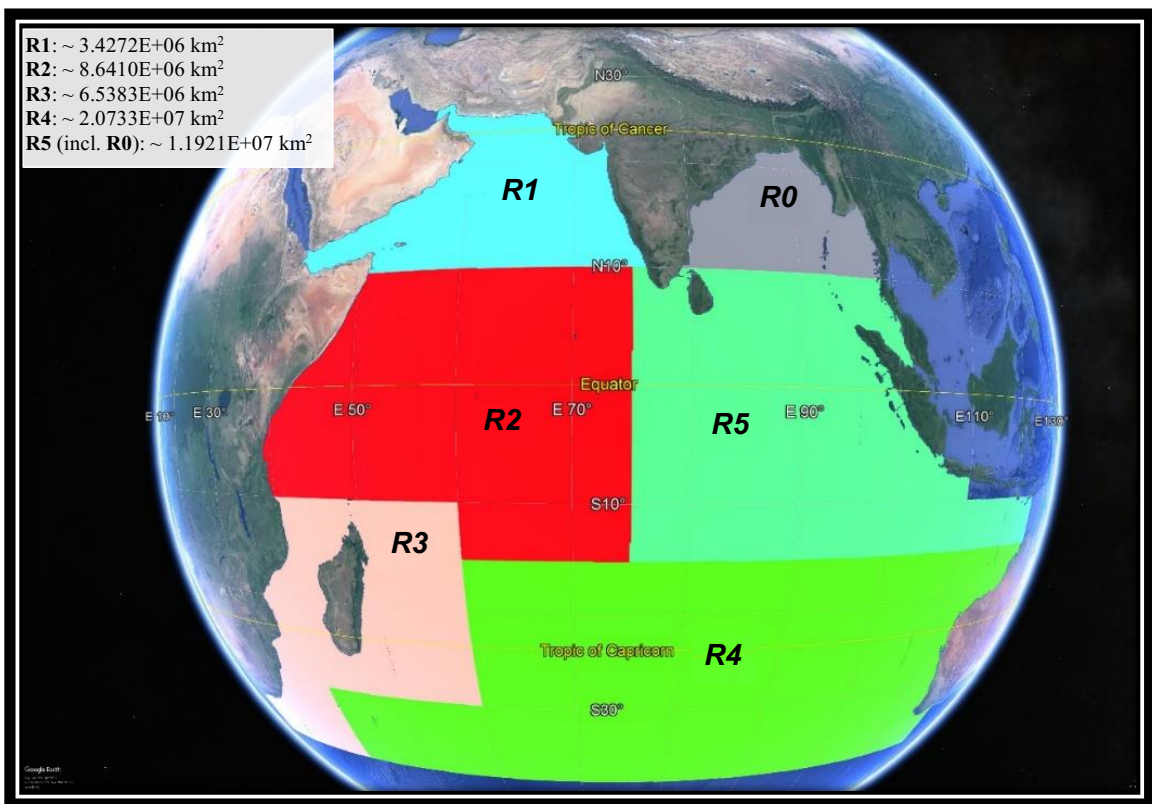 R1: ~ 3.4272E+06 km²
R2: ~ 8.6410E+06 km²
R3: ~ 6.5383E+06 km²
R4: ~ 2.0733E+07 km²
R5 (incl. R0): ~ 1.1921E+07 km²
N30°
Tropic of Cancer
R1
R0
N10°
Equator
E 10°
E 30°
E 50°
E 70°
E 90°
E110°
E130°
R2
R5
S10°
R3
Tropic of Capricorn
R4
S30°
Google Earth